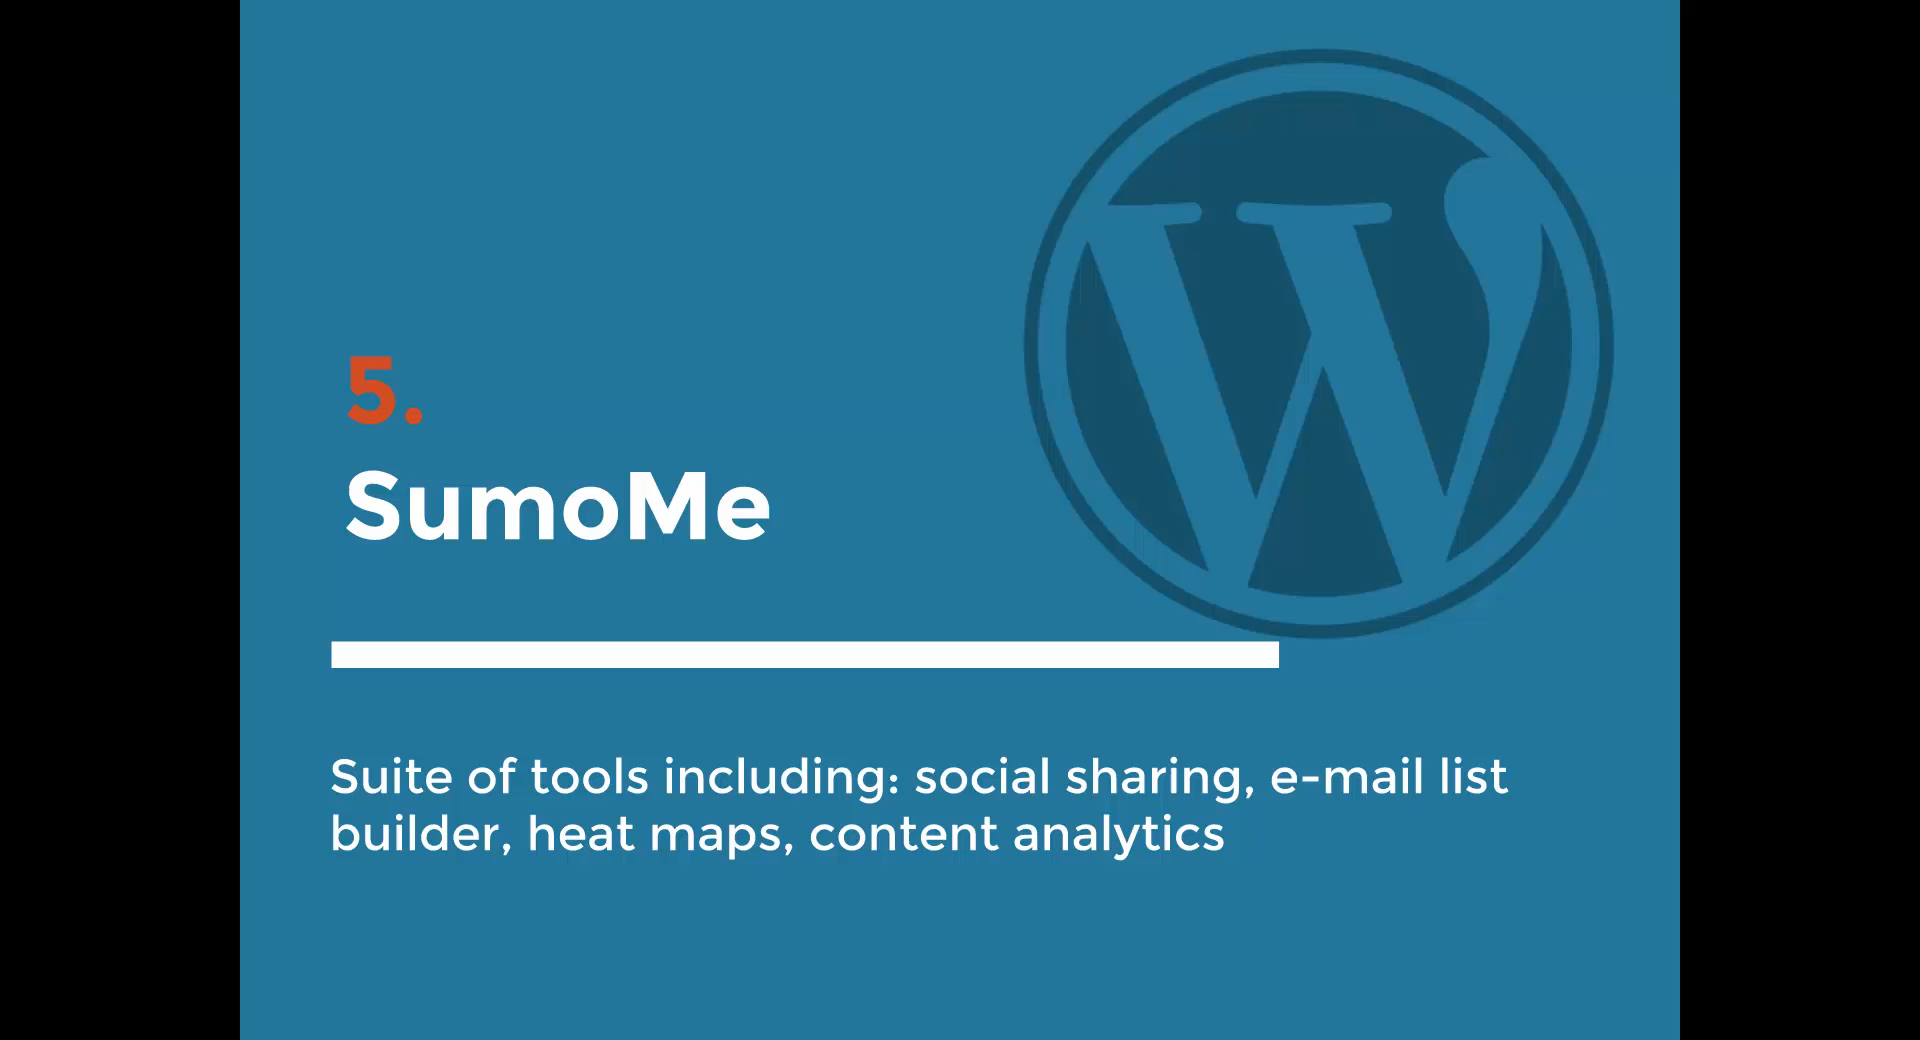 5.
SumoMe
Suite of tools including: social sharing, e-mail list
builder, heat maps, content analytics